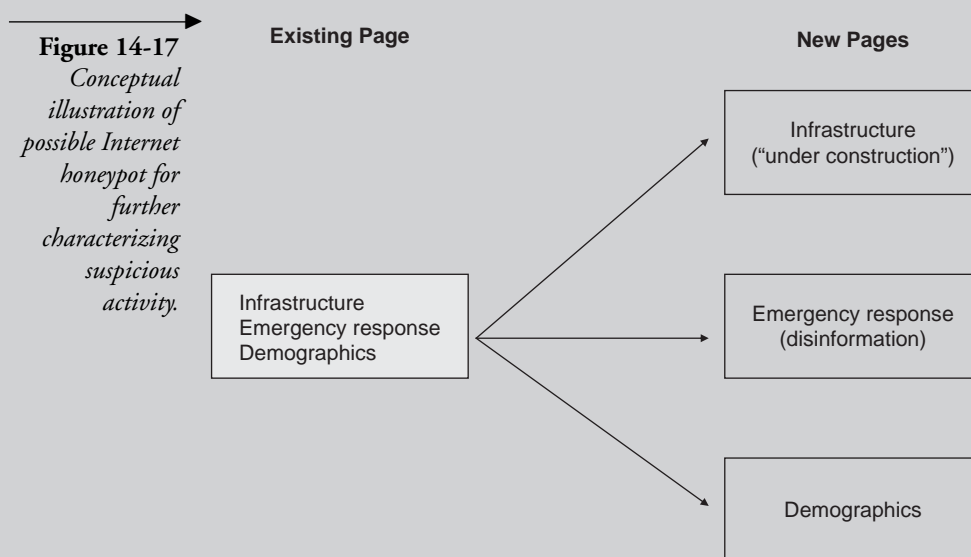 Figure 14-17
Conceptual
illustration of
possible Internet
honeypot for
further
characterizing
suspicious
activity.
Existing Page
Infrastructure
Emergency response
Demographics
New Pages
Infrastructure
(“under construction”)
Emergency response
(disinformation)
Demographics